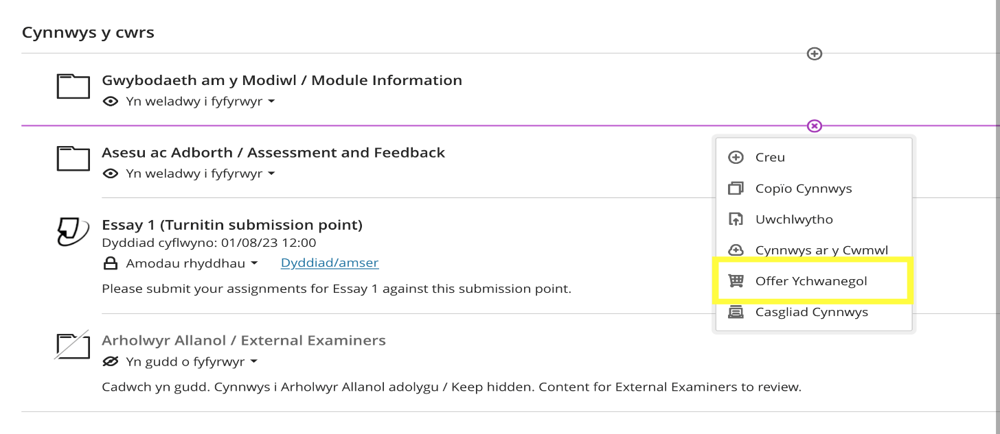 Cynnwys y cwrs
Gwybodaeth am y Modiwl / Module Information
Yn weladwy i fyfyrwyr
Asesu ac Adborth / Assessment and Feedback
Yn weladwy i fyfyrwyr
Essay 1 (Turnitin submission point)
Dyddiad cyflwyno: 01/08/23 12:00
Amodau rhyddhau Dyddiad/amser
Please submit your assignments for Essay 1 against this submission point.
Arholwyr Allanol / External Examiners
Yn gudd o fyfyrwyr
Cadwch yn gudd. Cynnwys i Arholwyr Allanol adolygu / Keep hidden. Content for External Examiners to review.
Creu
Copïo Cynnwys
Uwchlwytho
Cynnwys ar y Cwmwl
Offer Ychwanegol
Casgliad Cynnwys